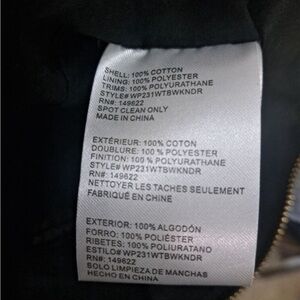 SHELL: 100% COTTON
LINING: 100% POLYESTER
TRIMS: 100% POLYURATHANE
STYLE# WP231WTBWKNDR
RN#: 149622
SPOT CLEAN ONLY
MADE IN CHINA
EXTÉRIEUR: 100% COTON
DOUBLURE: 100 % POLYESTER
FINITION: 100 % POLYURATHANE
STYLE# WP231WTBWKNDR
RN#: 149622
NETTOYER LES TACHES SEULEMENT
FABRIQUÉ EN CHINE
EXTERIOR: 100% ALGODÓN
FORRO: 100% POLIÉSTER
RIBETES: 100% POLIURATANO
ESTILO# WP231WTBWKNDR
RN#: 149622
SOLO LIMPIEZA DE MANCHAS
HECHO EN CHINA